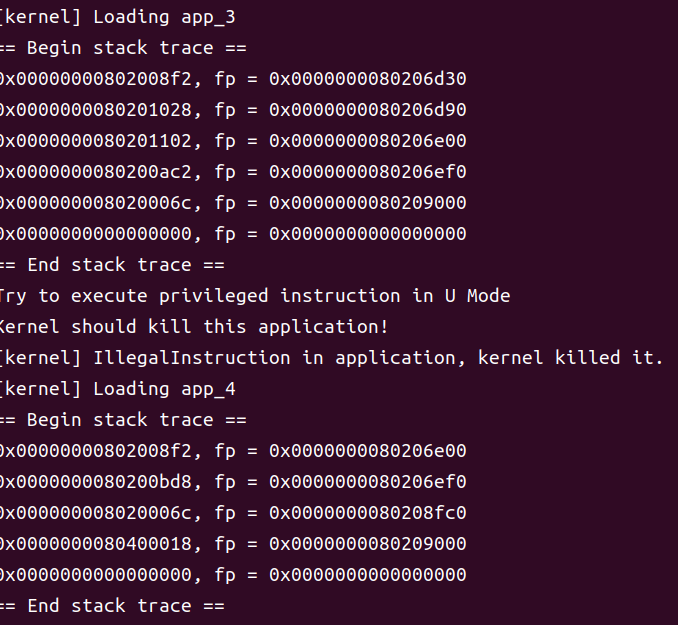 [kernel] Loading app_3
== Begin stack trace ==
0x00000000802008f2, fp = 0x0000000080206d30
0x0000000080201028, fp = 0x0000000080206d90
0x0000000080201102, fp = 0x0000000080206e00
0x0000000080200ac2, fp = 0x0000000080206ef0
0x000000008020006c, fp = 0x0000000080209000
0x0000000000000000, fp = 0x0000000000000000
== End stack trace ==
Try to execute privileged instruction in U Mode
Kernel should kill this application!
[kernel] IllegalInstruction in application, kernel killed it.
[kernel] Loading app_4
== Begin stack trace ==
0x00000000802008f2, fp = 0x0000000080206e00
0x0000000080200bd8, fp = 0x0000000080206ef0
0x000000008020006c, fp = 0x0000000080208fc0
0x0000000080400018, fp = 0x0000000080209000
0x0000000000000000, fp = 0x0000000000000000
== End stack trace ==